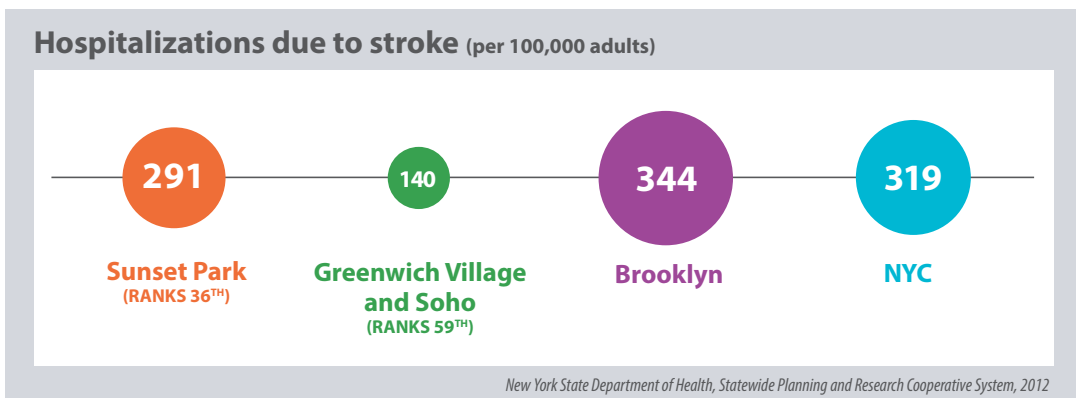 Hospitalizations due to stroke (per 100,000 adults)
291
140
344
319
Sunset Park
(RANKS 36TH)
Greenwich Village
and Soho
(RANKS 59TH)
Brooklyn
NYC
New York State Department of Health, Statewide Planning and Research Cooperative System, 2012